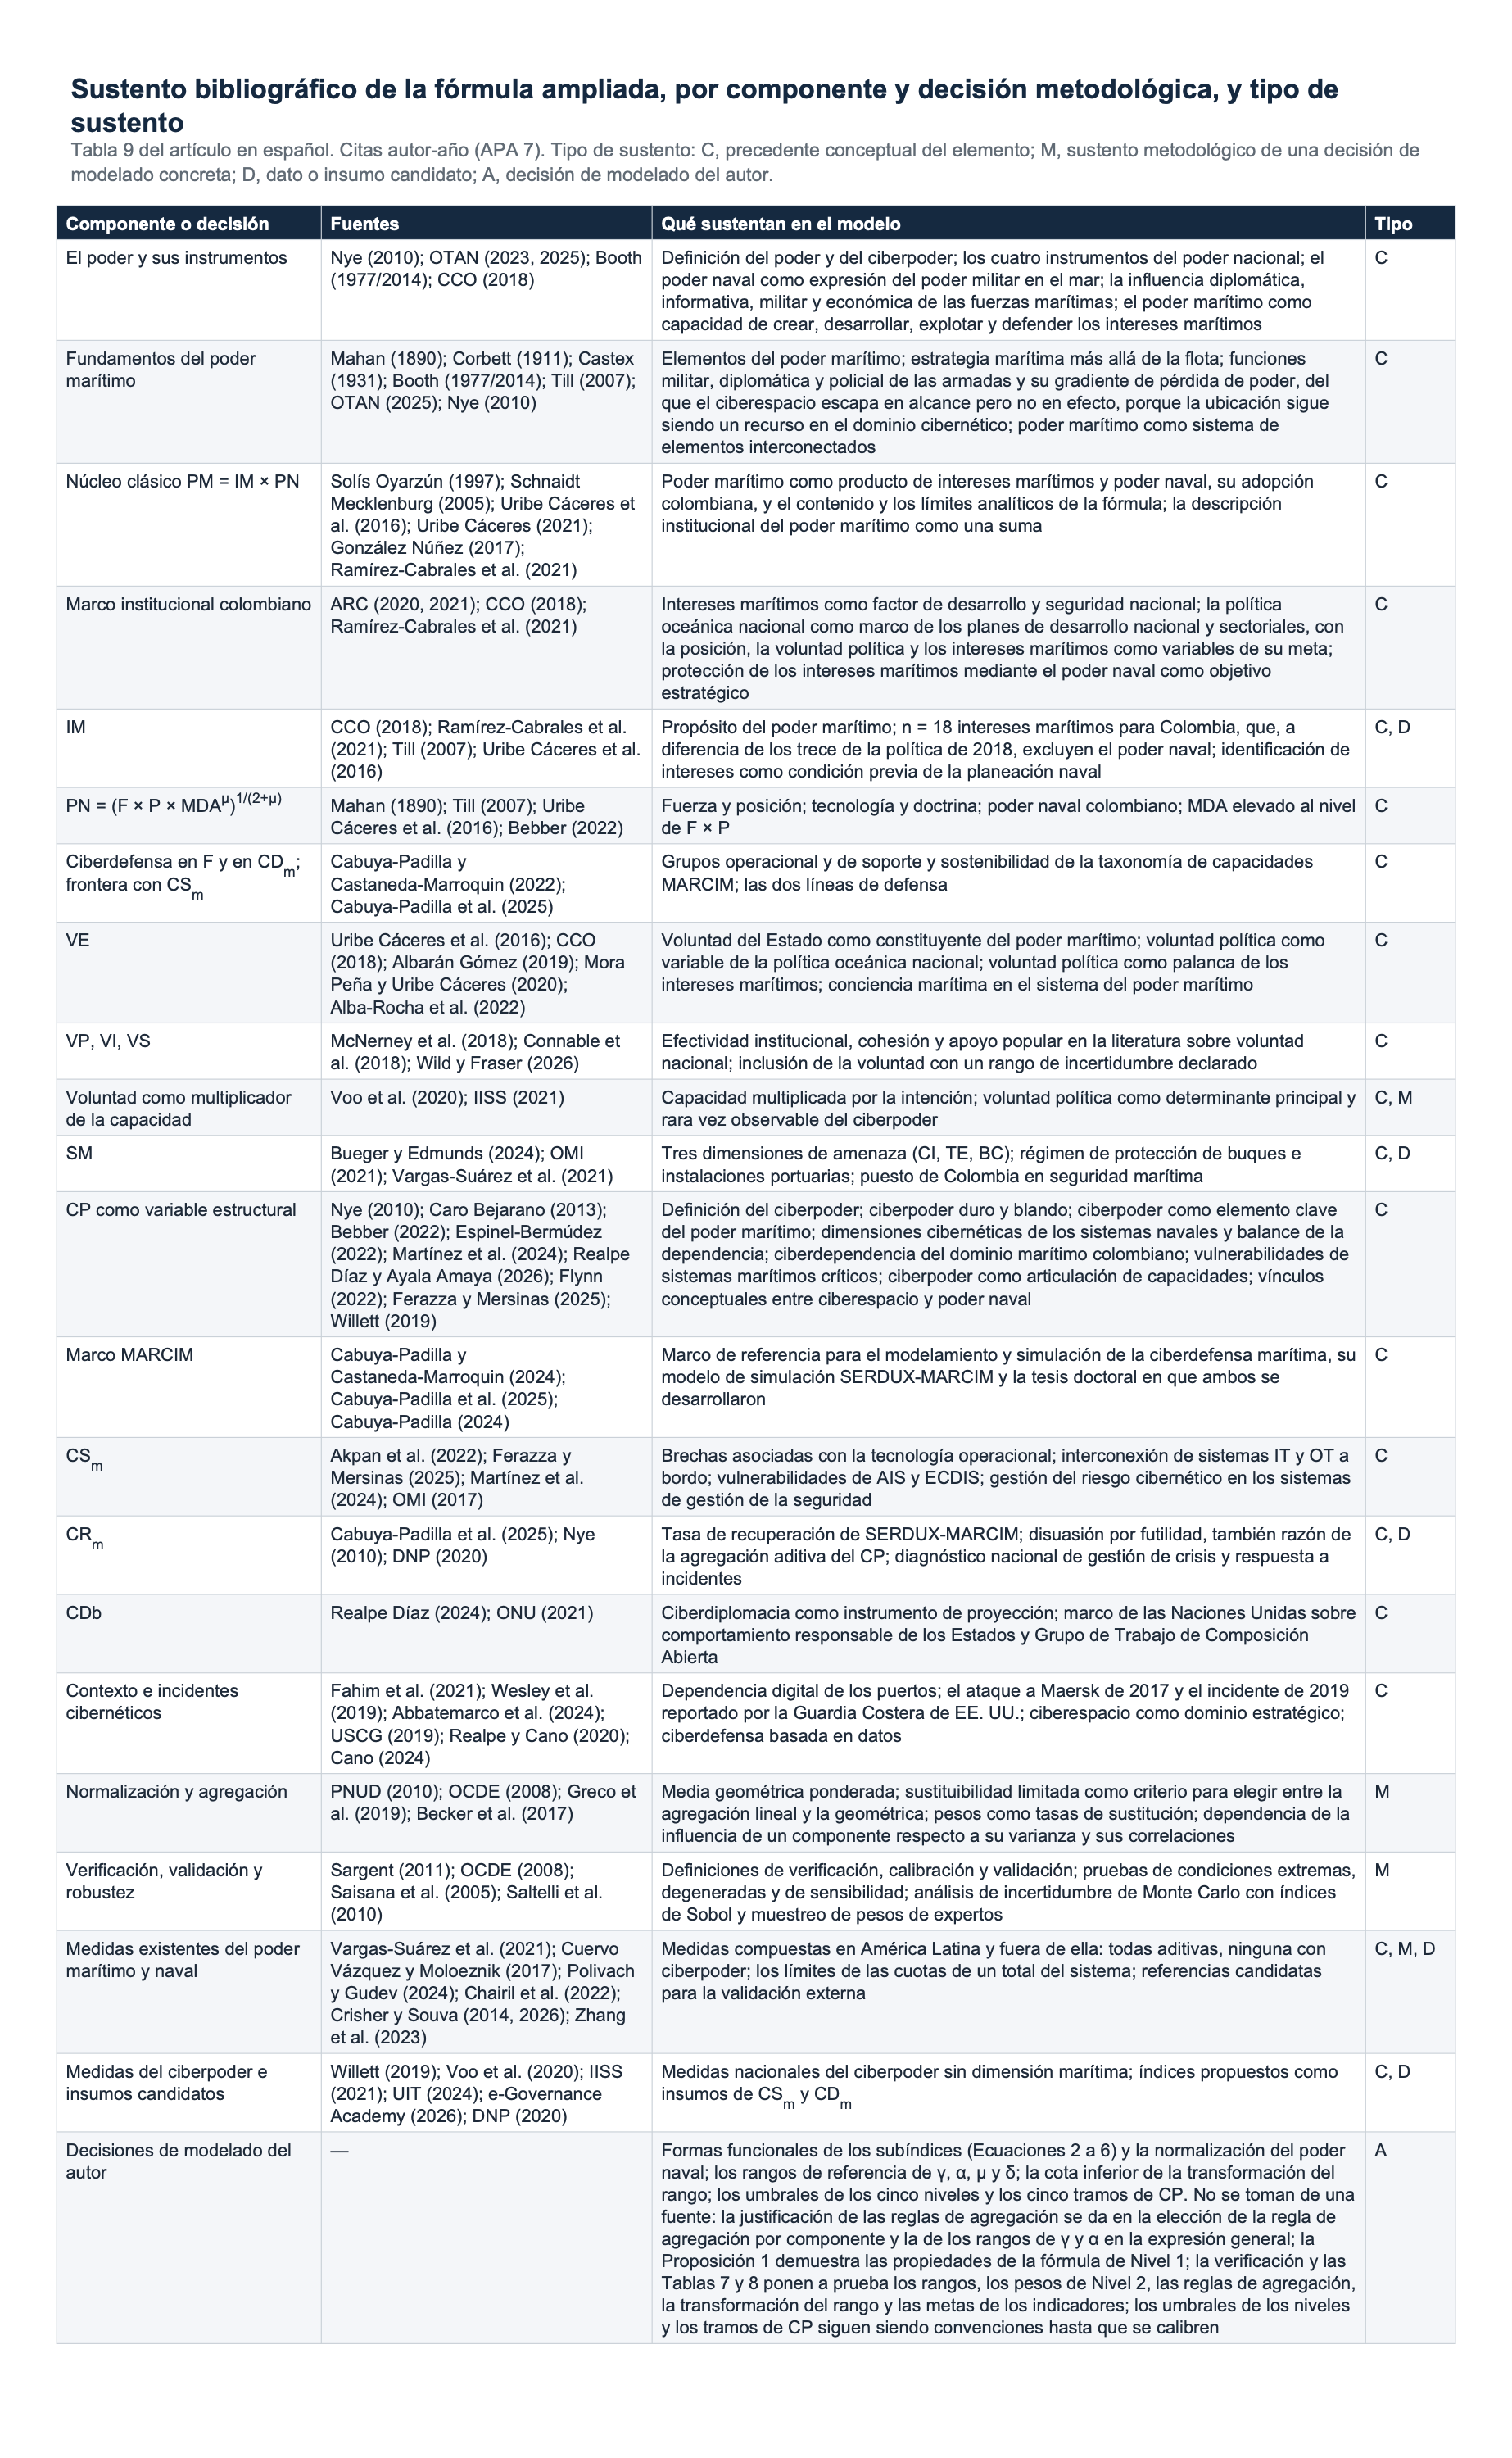 Sustento bibliográfico de la fórmula ampliada, por componente y decisión metodológica, y tipo de
sustento
Tabla 9 del artículo en español. Citas autor-año (APA 7). Tipo de sustento: C, precedente conceptual del elemento; M, sustento metodológico de una decisión de
modelado concreta; D, dato o insumo candidato; A, decisión de modelado del autor.
Componente o decisión
Fuentes
Qué sustentan en el modelo
Tipo
El poder y sus instrumentos
Nye (2010); OTAN (2023, 2025); Booth
(1977/2014); CCO (2018)
Definición del poder y del ciberpoder; los cuatro instrumentos del poder nacional; el
poder naval como expresión del poder militar en el mar; la influencia diplomática,
informativa, militar y económica de las fuerzas marítimas; el poder marítimo como
capacidad de crear, desarrollar, explotar y defender los intereses marítimos
C
Fundamentos del poder
marítimo
Mahan (1890); Corbett (1911); Castex
(1931); Booth (1977/2014); Till (2007);
OTAN (2025); Nye (2010)
Elementos del poder marítimo; estrategia marítima más allá de la flota; funciones
militar, diplomática y policial de las armadas y su gradiente de pérdida de poder, del
que el ciberespacio escapa en alcance pero no en efecto, porque la ubicación sigue
siendo un recurso en el dominio cibernético; poder marítimo como sistema de
elementos interconectados
C
Núcleo clásico PM = IM × PN
Solís Oyarzún (1997); Schnaidt
Mecklenburg (2005); Uribe Cáceres et
al. (2016); Uribe Cáceres (2021);
González Núñez (2017);
Ramírez-Cabrales et al. (2021)
Poder marítimo como producto de intereses marítimos y poder naval, su adopción
colombiana, y el contenido y los límites analíticos de la fórmula; la descripción
institucional del poder marítimo como una suma
C
Marco institucional colombiano
ARC (2020, 2021); CCO (2018);
Ramírez-Cabrales et al. (2021)
Intereses marítimos como factor de desarrollo y seguridad nacional; la política
oceánica nacional como marco de los planes de desarrollo nacional y sectoriales, con
la posición, la voluntad política y los intereses marítimos como variables de su meta;
protección de los intereses marítimos mediante el poder naval como objetivo
estratégico
C
IM
CCO (2018); Ramírez-Cabrales et al.
(2021); Till (2007); Uribe Cáceres et al.
(2016)
Propósito del poder marítimo; n = 18 intereses marítimos para Colombia, que, a
diferencia de los trece de la política de 2018, excluyen el poder naval; identificación de
intereses como condición previa de la planeación naval
C, D
PN = (F × P × MDA^μ)^1/(2+μ)
Mahan (1890); Till (2007); Uribe
Cáceres et al. (2016); Bebber (2022)
Fuerza y posición; tecnología y doctrina; poder naval colombiano; MDA elevado al nivel
de F × P
C
Ciberdefensa en F y en CD_m;
frontera con CS_m
Cabuya-Padilla y
Castaneda-Marroquin (2022);
Cabuya-Padilla et al. (2025)
Grupos operacional y de soporte y sostenibilidad de la taxonomía de capacidades
MARCIM; las dos líneas de defensa
C
VE
Uribe Cáceres et al. (2016); CCO
(2018); Albarán Gómez (2019); Mora
Peña y Uribe Cáceres (2020);
Alba-Rocha et al. (2022)
Voluntad del Estado como constituyente del poder marítimo; voluntad política como
variable de la política oceánica nacional; voluntad política como palanca de los
intereses marítimos; conciencia marítima en el sistema del poder marítimo
C
VP, VI, VS
McNerney et al. (2018); Connable et
al. (2018); Wild y Fraser (2026)
Efectividad institucional, cohesión y apoyo popular en la literatura sobre voluntad
nacional; inclusión de la voluntad con un rango de incertidumbre declarado
C
Voluntad como multiplicador
de la capacidad
Voo et al. (2020); IISS (2021)
Capacidad multiplicada por la intención; voluntad política como determinante principal y
rara vez observable del ciberpoder
C, M
SM
Bueger y Edmunds (2024); OMI
(2021); Vargas-Suárez et al. (2021)
Tres dimensiones de amenaza (CI, TE, BC); régimen de protección de buques e
instalaciones portuarias; puesto de Colombia en seguridad marítima
C, D
CP como variable estructural
Nye (2010); Caro Bejarano (2013);
Bebber (2022); Espinel-Bermúdez
(2022); Martínez et al. (2024); Realpe
Díaz y Ayala Amaya (2026); Flynn
(2022); Ferazza y Mersinas (2025);
Willett (2019)
Definición del ciberpoder; ciberpoder duro y blando; ciberpoder como elemento clave
del poder marítimo; dimensiones cibernéticas de los sistemas navales y balance de la
dependencia; ciberdependencia del dominio marítimo colombiano; vulnerabilidades de
sistemas marítimos críticos; ciberpoder como articulación de capacidades; vínculos
conceptuales entre ciberespacio y poder naval
C
Marco MARCIM
Cabuya-Padilla y
Castaneda-Marroquin (2024);
Cabuya-Padilla et al. (2025);
Cabuya-Padilla (2024)
Marco de referencia para el modelamiento y simulación de la ciberdefensa marítima, su
modelo de simulación SERDUX-MARCIM y la tesis doctoral en que ambos se
desarrollaron
C
CS_m
Akpan et al. (2022); Ferazza y
Mersinas (2025); Martínez et al.
(2024); OMI (2017)
Brechas asociadas con la tecnología operacional; interconexión de sistemas IT y OT a
bordo; vulnerabilidades de AIS y ECDIS; gestión del riesgo cibernético en los sistemas
de gestión de la seguridad
C
CR_m
Cabuya-Padilla et al. (2025); Nye
(2010); DNP (2020)
Tasa de recuperación de SERDUX-MARCIM; disuasión por futilidad, también razón de
la agregación aditiva del CP; diagnóstico nacional de gestión de crisis y respuesta a
incidentes
C, D
CDb
Realpe Díaz (2024); ONU (2021)
Ciberdiplomacia como instrumento de proyección; marco de las Naciones Unidas sobre
comportamiento responsable de los Estados y Grupo de Trabajo de Composición
Abierta
C
Contexto e incidentes
cibernéticos
Fahim et al. (2021); Wesley et al.
(2019); Abbatemarco et al. (2024);
USCG (2019); Realpe y Cano (2020);
Cano (2024)
Dependencia digital de los puertos; el ataque a Maersk de 2017 y el incidente de 2019
reportado por la Guardia Costera de EE. UU.; ciberespacio como dominio estratégico;
ciberdefensa basada en datos
C
Normalización y agregación
PNUD (2010); OCDE (2008); Greco et
al. (2019); Becker et al. (2017)
Media geométrica ponderada; sustituibilidad limitada como criterio para elegir entre la
agregación lineal y la geométrica; pesos como tasas de sustitución; dependencia de la
influencia de un componente respecto a su varianza y sus correlaciones
M
Verificación, validación y
robustez
Sargent (2011); OCDE (2008);
Saisana et al. (2005); Saltelli et al.
(2010)
Definiciones de verificación, calibración y validación; pruebas de condiciones extremas,
degeneradas y de sensibilidad; análisis de incertidumbre de Monte Carlo con índices
de Sobol y muestreo de pesos de expertos
M
Medidas existentes del poder
marítimo y naval
Vargas-Suárez et al. (2021); Cuervo
Vázquez y Moloeznik (2017); Polivach
y Gudev (2024); Chairil et al. (2022);
Crisher y Souva (2014, 2026); Zhang
et al. (2023)
Medidas compuestas en América Latina y fuera de ella: todas aditivas, ninguna con
ciberpoder; los límites de las cuotas de un total del sistema; referencias candidatas
para la validación externa
C, M, D
Medidas del ciberpoder e
insumos candidatos
Willett (2019); Voo et al. (2020); IISS
(2021); UIT (2024); e-Governance
Academy (2026); DNP (2020)
Medidas nacionales del ciberpoder sin dimensión marítima; índices propuestos como
insumos de CS_m y CD_m
C, D
Decisiones de modelado del
autor
—
Formas funcionales de los subíndices (Ecuaciones 2 a 6) y la normalización del poder
naval; los rangos de referencia de γ, α, μ y δ; la cota inferior de la transformación del
rango; los umbrales de los cinco niveles y los cinco tramos de CP. No se toman de una
fuente: la justificación de las reglas de agregación se da en la elección de la regla de
agregación por componente y la de los rangos de γ y α en la expresión general; la
Proposición 1 demuestra las propiedades de la fórmula de Nivel 1; la verificación y las
Tablas 7 y 8 ponen a prueba los rangos, los pesos de Nivel 2, las reglas de agregación,
la transformación del rango y las metas de los indicadores; los umbrales de los niveles
y los tramos de CP siguen siendo convenciones hasta que se calibren
A